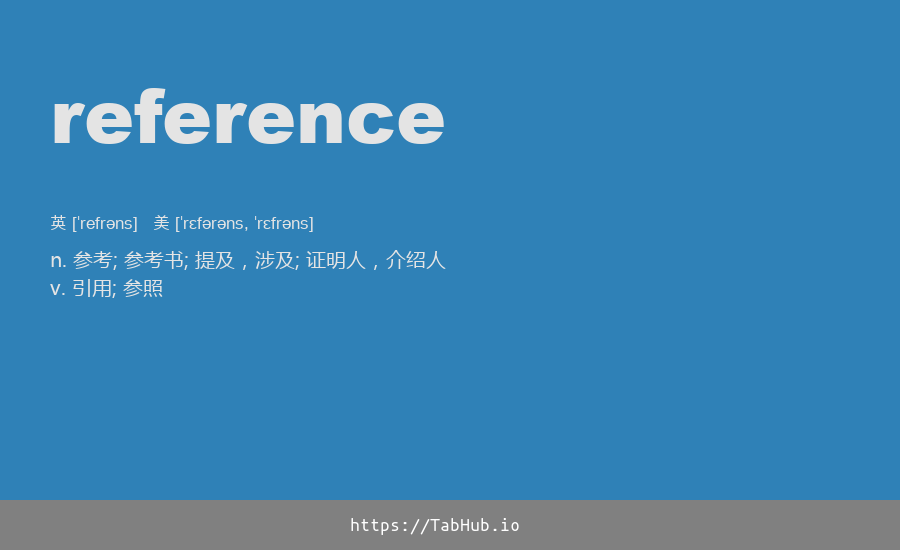 reference
英 [ˈrefrəns] 美 [ˈrɛfərəns, ˈrɛfrəns]
n. 参考; 参考书; 提及，涉及; 证明人，介绍人
v. 引用; 参照
https://TabHub.io